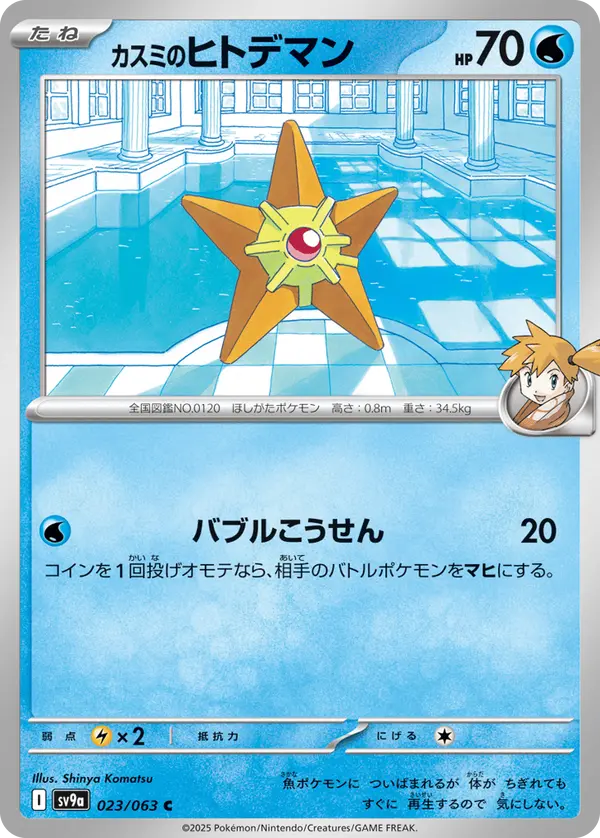 たね
カスミのヒトデマン HP 70
全国図鑑NO.0120 ほしがたポケモン 高さ:0.8m 重さ:34.5kg
バブルこうせん 20
コインを1回投げオモテなら、相手のバトルポケモンをマヒにする。
弱点 ×2 抵抗力 にげる
Illus. Shinya Komatsu
I sv9a 023/063 C
魚ポケモンに ついばまれるが 体が ちぎれても
すぐに 再生するので 気にしない。
©2025 Pokémon/Nintendo/Creatures/GAME FREAK.